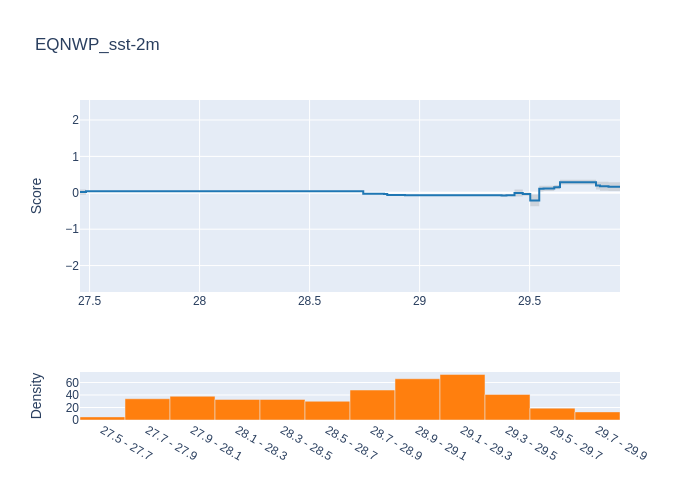 EQNWP_sst-2m
Score
2
1
0
−1
−2
27.5 28 28.5 29 29.5
Density
60
40
20
0
27.5 - 27.7
27.7 - 27.9
27.9 - 28.1
28.1 - 28.3
28.3 - 28.5
28.5 - 28.7
28.7 - 28.9
28.9 - 29.1
29.1 - 29.3
29.3 - 29.5
29.5 - 29.7
29.7 - 29.9